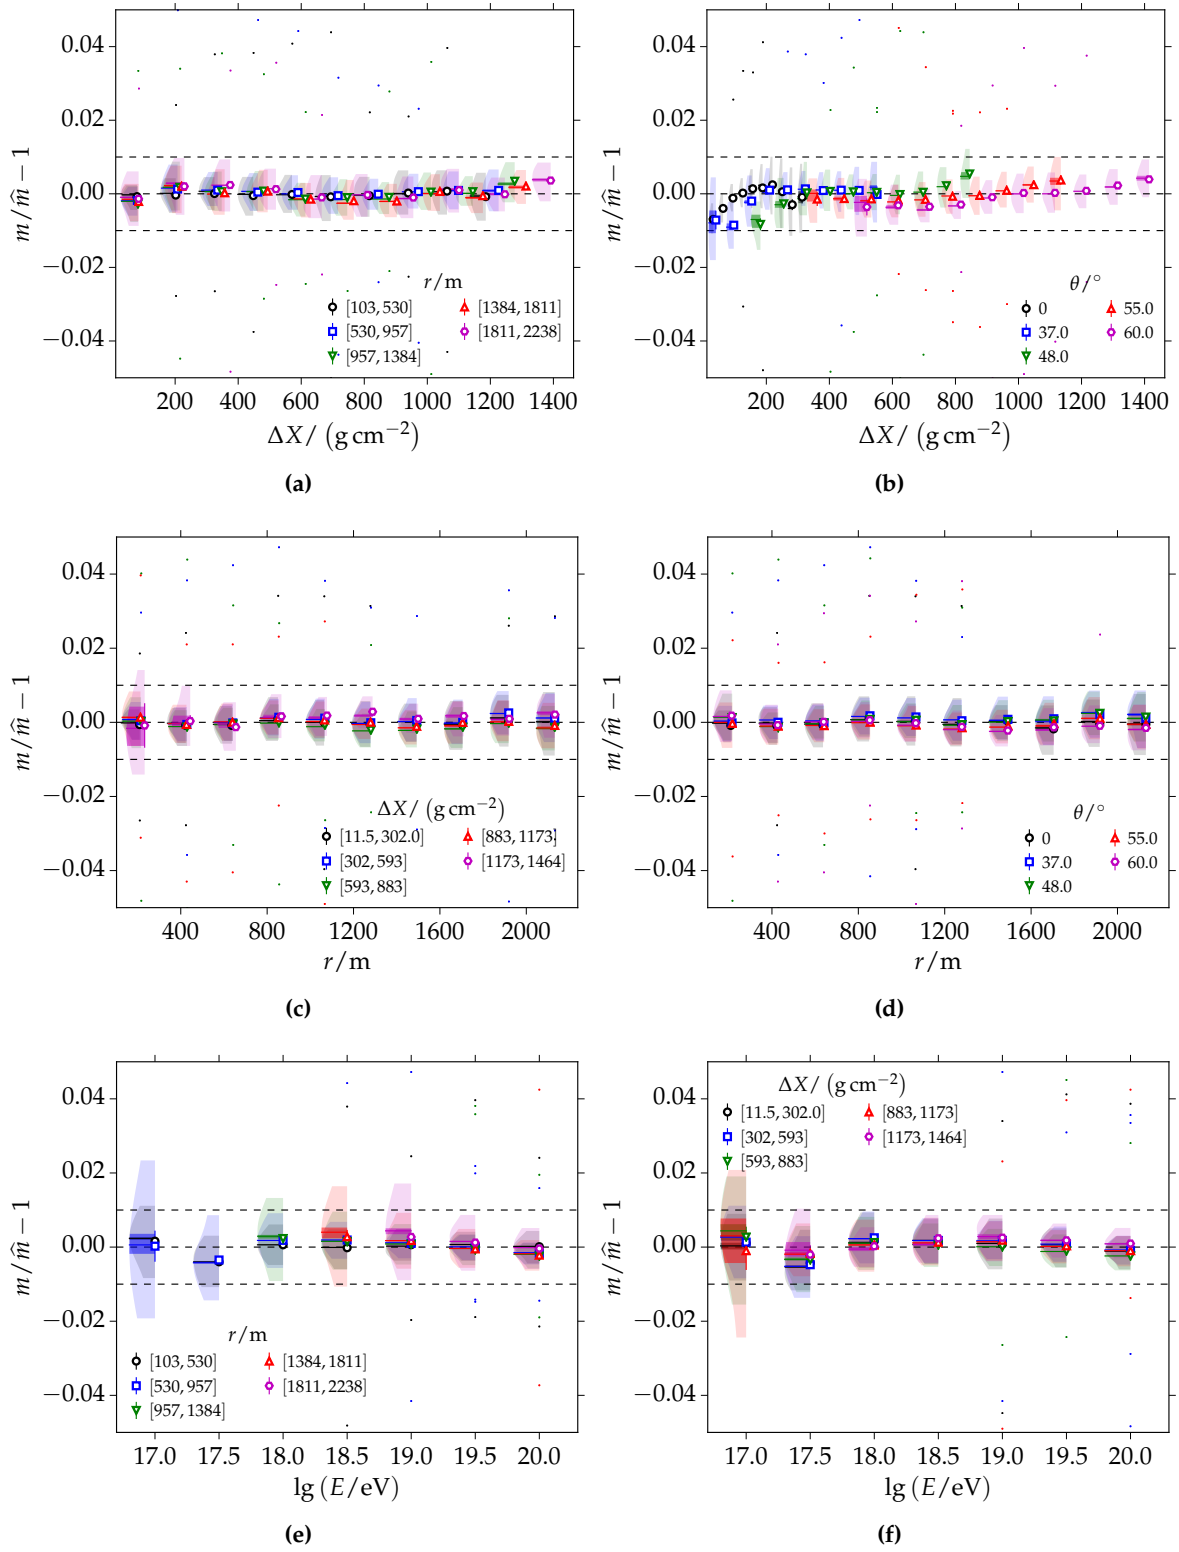 0.04
0.02
0.00
−0.02
−0.04
m/m̂ − 1
r/m
[103, 530]
[530, 957]
[957, 1384]
[1384, 1811]
[1811, 2238]
200 400 600 800 1000 1200 1400
ΔX/ (g cm⁻²)
(a)
0.04
0.02
0.00
−0.02
−0.04
m/m̂ − 1
θ/°
0
37.0
48.0
55.0
60.0
200 400 600 800 1000 1200 1400
ΔX/ (g cm⁻²)
(b)
0.04
0.02
0.00
−0.02
−0.04
m/m̂ − 1
ΔX/ (g cm⁻²)
[11.5, 302.0]
[302, 593]
[593, 883]
[883, 1173]
[1173, 1464]
400 800 1200 1600 2000
r/m
(c)
0.04
0.02
0.00
−0.02
−0.04
m/m̂ − 1
θ/°
0
37.0
48.0
55.0
60.0
400 800 1200 1600 2000
r/m
(d)
0.04
0.02
0.00
−0.02
−0.04
m/m̂ − 1
r/m
[103, 530]
[530, 957]
[957, 1384]
[1384, 1811]
[1811, 2238]
17.0 17.5 18.0 18.5 19.0 19.5 20.0
lg (E/eV)
(e)
0.04
0.02
0.00
−0.02
−0.04
m/m̂ − 1
ΔX/ (g cm⁻²)
[11.5, 302.0]
[302, 593]
[593, 883]
[883, 1173]
[1173, 1464]
17.0 17.5 18.0 18.5 19.0 19.5 20.0
lg (E/eV)
(f)